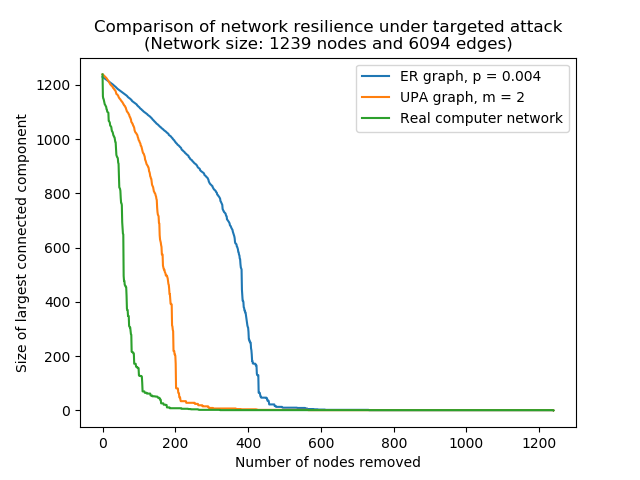 Comparison of network resilience under targeted attack
(Network size: 1239 nodes and 6094 edges)
ER graph, p = 0.004
UPA graph, m = 2
Real computer network
Size of largest connected component
1200
1000
800
600
400
200
0
0 200 400 600 800 1000 1200
Number of nodes removed